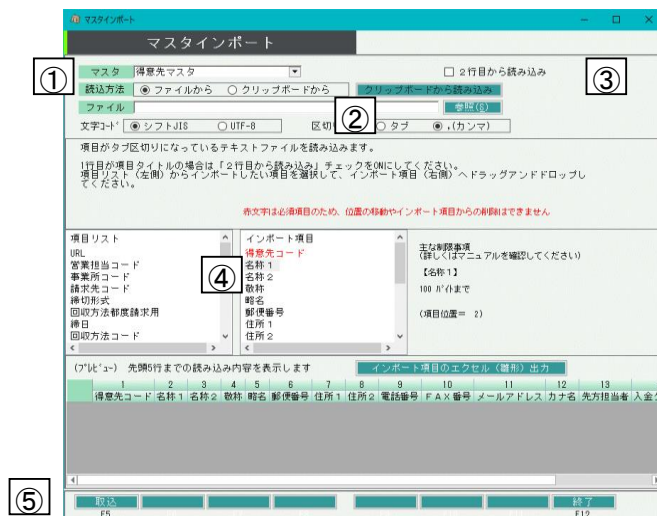 マスタインポート
マスタインポート
①
マスタ 得意先マスタ
2行目から読み込み
③
読込方法 ファイルから クリップボードから クリップボードから読み込み
ファイル 参照(S)
②
文字コード シフトJIS UTF-8 区切り タブ ,(カンマ)
項目がタブ区切りになっているテキストファイルを読み込みます。
1行目が項目タイトルの場合は「2行目から読み込み」チェックをONにしてください。
項目リスト(左側)からインポートしたい項目を選択して、インポート項目(右側)へドラッグアンドドロップし
てください。
赤文字は必須項目のため、位置の移動やインポート項目からの削除はできません
項目リスト
URL
営業担当コード
事業所コード
請求先コード
締切形式
回収方法都度請求用
締日
回収方法コード
④
インポート項目
得意先コード
名称1
名称2
敬称
略名
郵便番号
住所1
住所2
主な制限事項
(詳しくはマニュアルを確認してください)
【名称1】
100 バイトまで
(項目位置= 2)
(プレビュー) 先頭5行までの読み込み内容を表示します
インポート項目のエクセル(雛形)出力
1 2 3 4 5 6 7 8 9 10 11 12 13
得意先コード 名称1 名称2 敬称 略名 郵便番号 住所1 住所2 電話番号 FAX番号 メールアドレス カナ名 先方担当者 入金
⑤
取込 終了
F5 F12